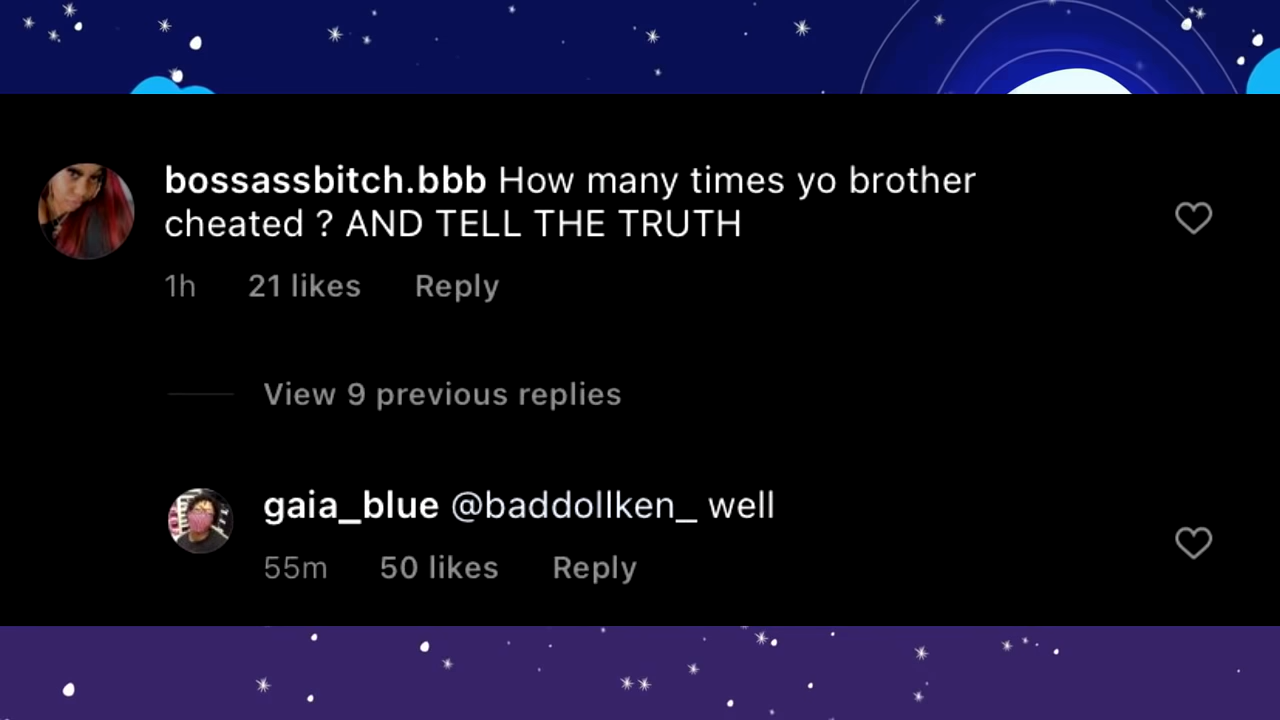 bossassbitch.bbb How many times yo brother
cheated ? AND TELL THE TRUTH
1h 21 likes Reply
View 9 previous replies
gaia_blue @baddollken_ well
55m 50 likes Reply